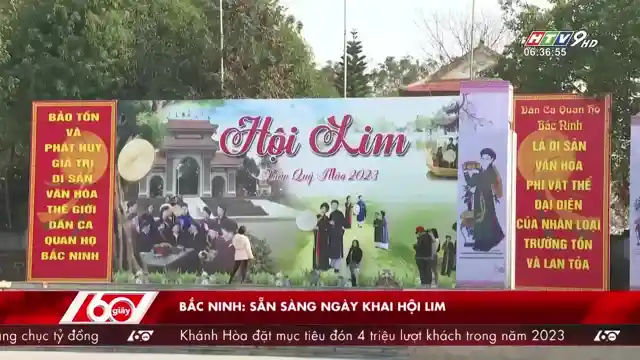 HTV9 HD
06:36:55
BẢO TỒN
VÀ
PHÁT HUY
GIÁ TRỊ
DI SẢN
VĂN HÓA
THẾ GIỚI
DÂN CA
QUAN HỌ
BẮC NINH
Hội Lim
Xuân Quý Mão 2023
Dân Ca Quan Họ
Bắc Ninh
LÀ DI SẢN
VĂN HÓA
PHI VẬT THỂ
ĐẠI DIỆN
CỦA NHÂN LOẠI
TRƯỜNG TỒN
VÀ LAN TỎA
60 giây
BẮC NINH: SẴN SÀNG NGÀY KHAI HỘI LIM
àng chục tỷ đồng
60
Khánh Hòa đặt mục tiêu đón 4 triệu lượt khách trong năm 2023
60